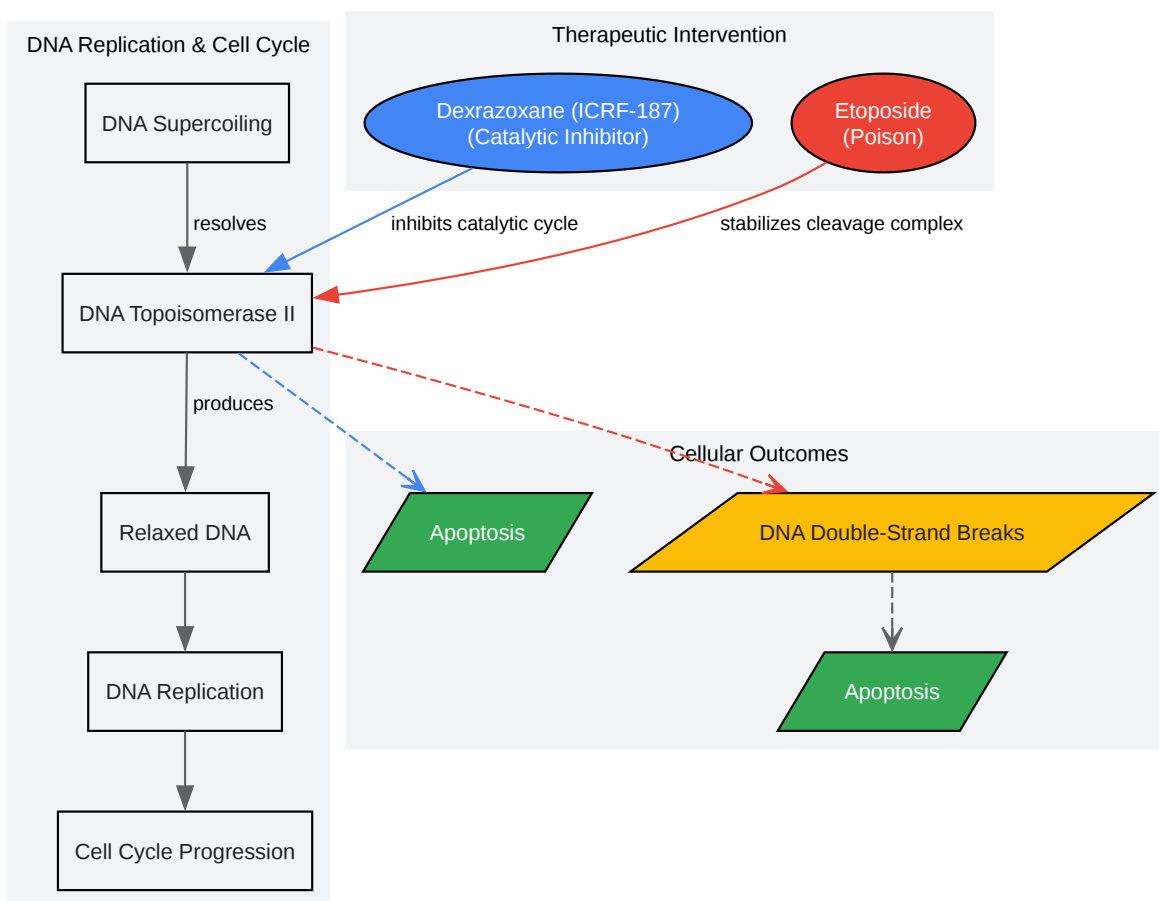 DNA Replication & Cell Cycle
DNA Supercoiling
resolves
DNA Topoisomerase II
produces
Relaxed DNA
DNA Replication
Cell Cycle Progression
Therapeutic Intervention
Dexrazoxane (ICRF-187)
(Catalytic Inhibitor)
Etoposide
(Poison)
inhibits catalytic cycle
stabilizes cleavage complex
Cellular Outcomes
Apoptosis
DNA Double-Strand Breaks
Apoptosis